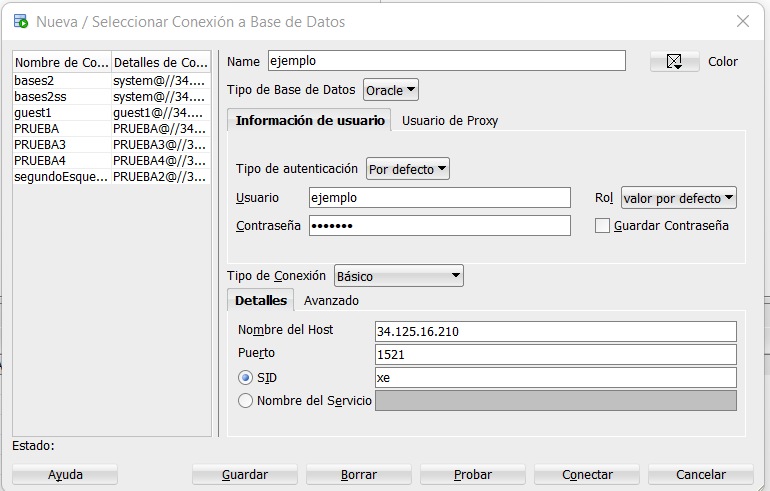 Nueva / Seleccionar Conexión a Base de Datos
Nombre de Co... Detalles de Co...
bases2 system@//34....
bases2ss system@//34....
guest1 guest1@//34....
PRUEBA PRUEBA@//34...
PRUEBA3 PRUEBA3@//3...
PRUEBA4 PRUEBA4@//3...
segundoEsque... PRUEBA2@//3...
Name ejemplo Color
Tipo de Base de Datos Oracle
Información de usuario Usuario de Proxy
Tipo de autenticación Por defecto
Usuario ejemplo Rol valor por defecto
Contraseña ••••••• Guardar Contraseña
Tipo de Conexión Básico
Detalles Avanzado
Nombre del Host 34.125.16.210
Puerto 1521
SID xe
Nombre del Servicio
Estado:
Ayuda Guardar Borrar Probar Conectar Cancelar